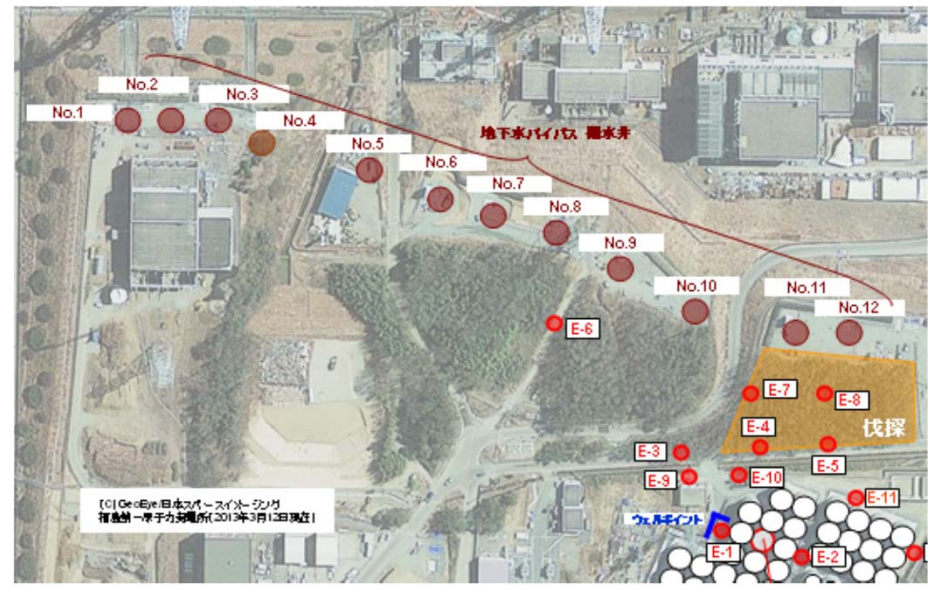 No.2
No.1
No.3
No.4
地下水バイパス 揚水井
No.5
No.6
No.7
No.8
No.9
No.10
No.11
No.12
E-6
E-7
E-8
伐採
E-4
E-3
E-5
E-9
E-10
E-11
(C)GeoEye/日本スペースイメージング
福島第一原子力発電所(2013年3月12日現在)
ウェルポイント
E-1
E-2